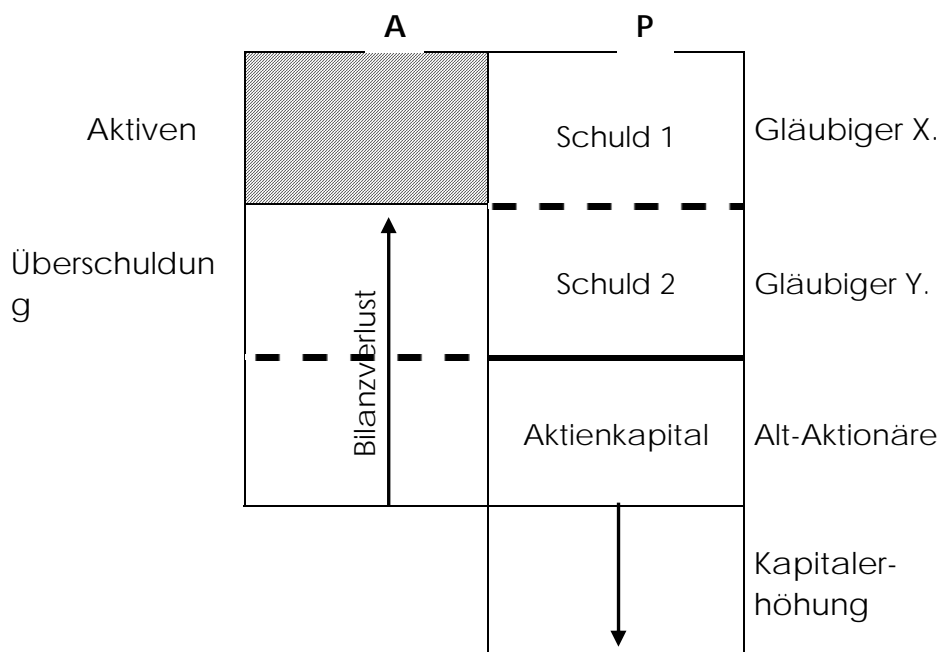 A P
Aktiven Schuld 1 Gläubiger X.
Überschuldun
g
Schuld 2 Gläubiger Y.
Bilanzverlust
Aktienkapital Alt-Aktionäre
Kapitaler-
höhung